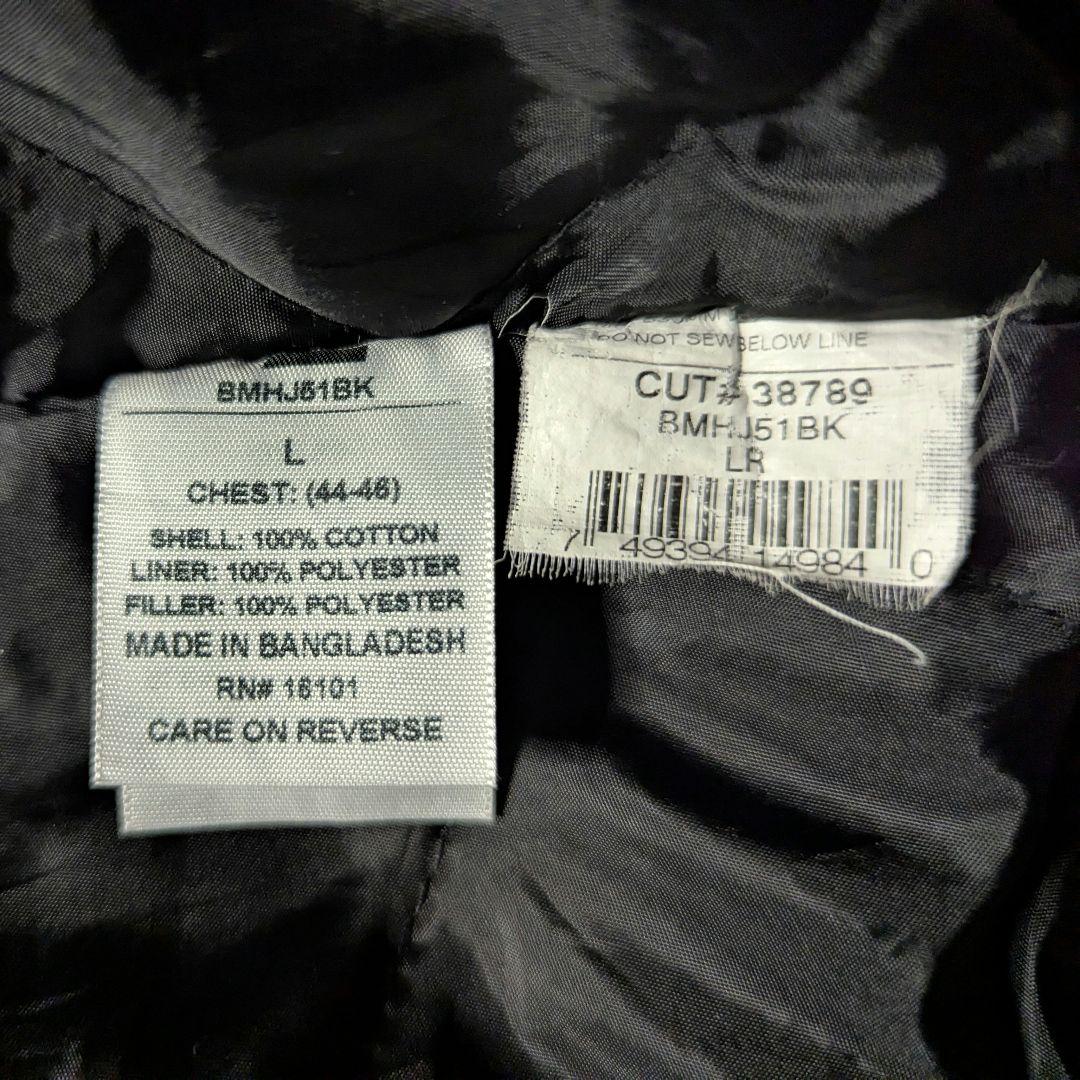 BMHJ51BK
L
CHEST: (44-46)
SHELL: 100% COTTON
LINER: 100% POLYESTER
FILLER: 100% POLYESTER
MADE IN BANGLADESH
RN# 16101
CARE ON REVERSE
DO NOT SEW BELOW LINE
CUT# 38789
BMHJ51BK
LR
7 49394 14984 0